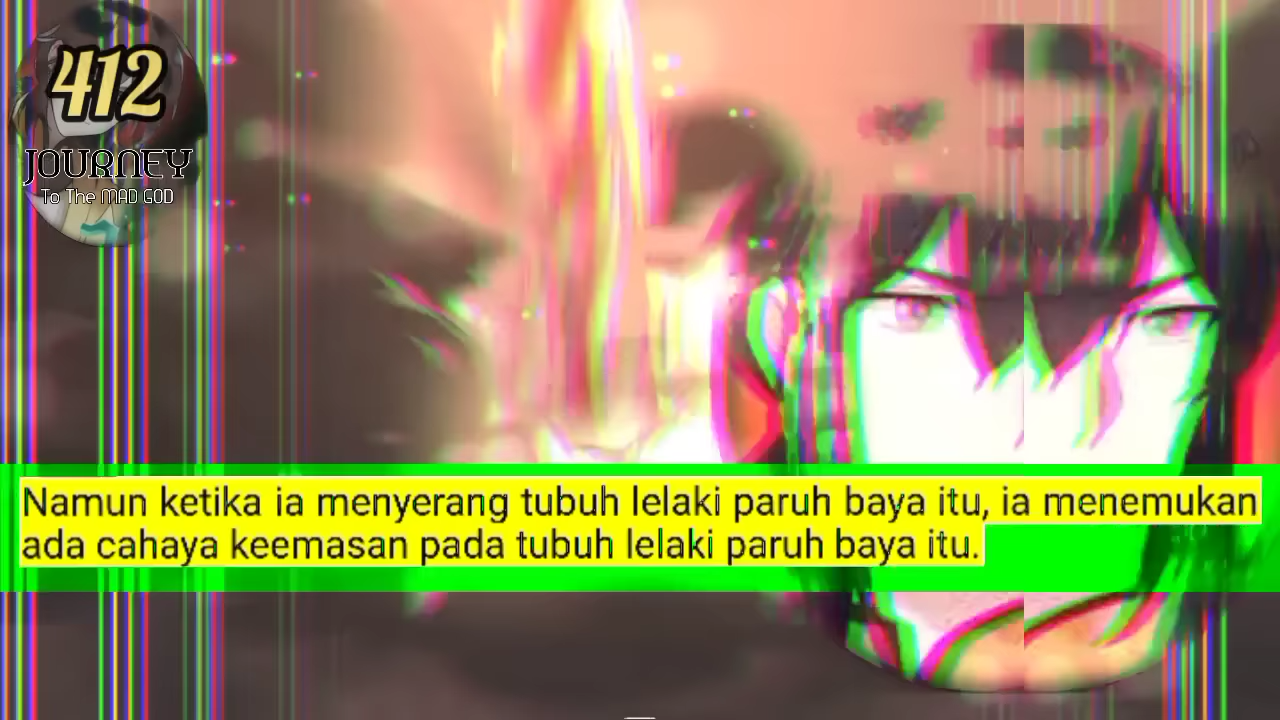 412
JOURNEY
To The MAD GOD
Namun ketika ia menyerang tubuh lelaki paruh baya itu, ia menemukan
ada cahaya keemasan pada tubuh lelaki paruh baya itu.